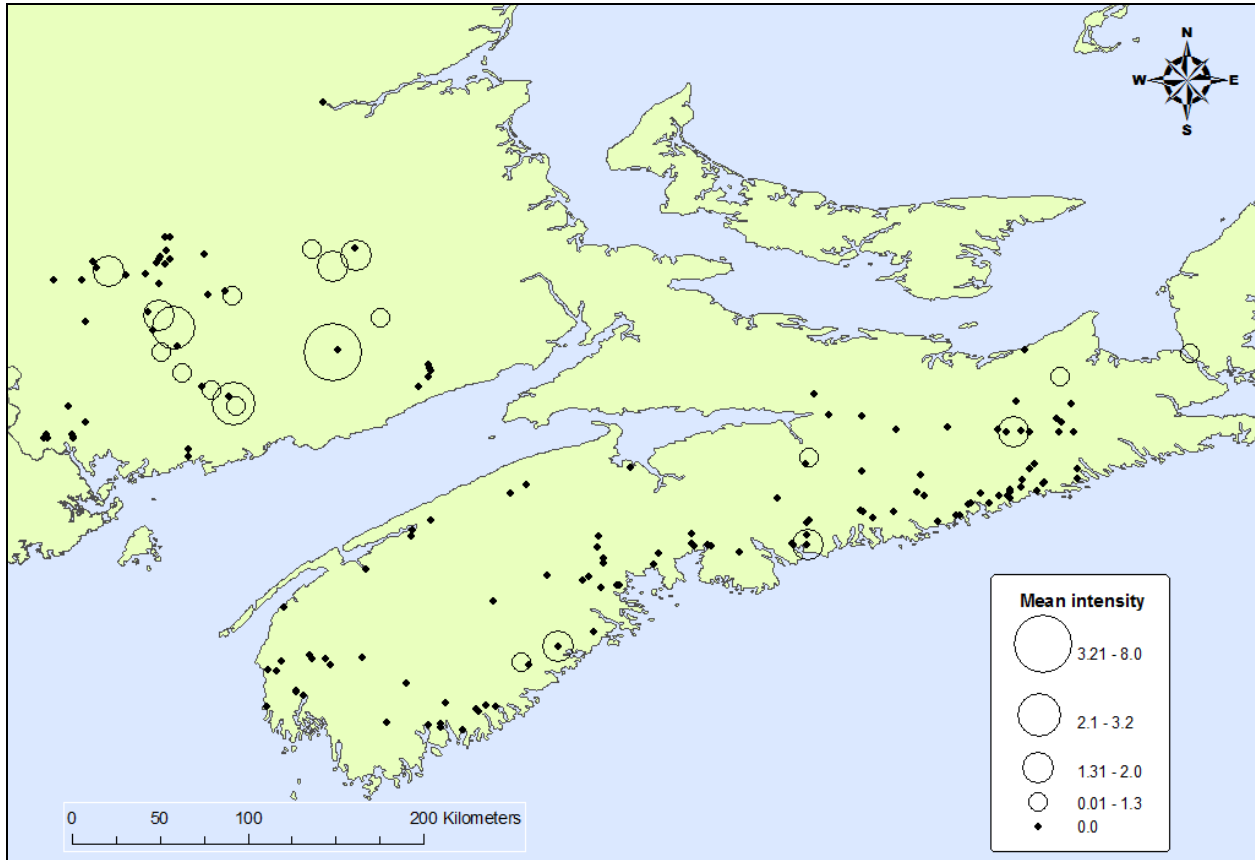 N
W E
S
Mean intensity
3.21 - 8.0
2.1 - 3.2
1.31 - 2.0
0.01 - 1.3
0.0
0 50 100 200 Kilometers